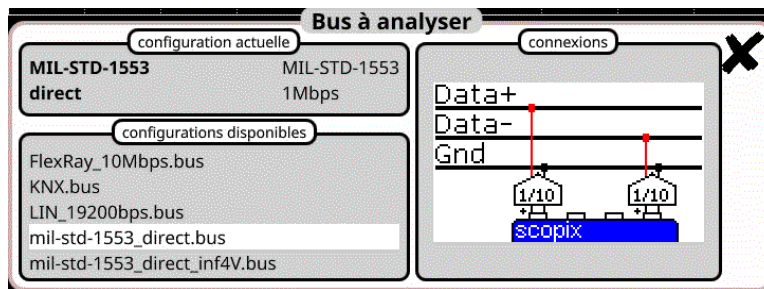 Bus à analyser
configuration actuelle
MIL-STD-1553 MIL-STD-1553
direct 1Mbps
configurations disponibles
FlexRay_10Mbps.bus
KNX.bus
LIN_19200bps.bus
mil-std-1553_direct.bus
mil-std-1553_direct_inf4V.bus
connexions
Data+
Data-
Gnd
1/10 1/10
scopix